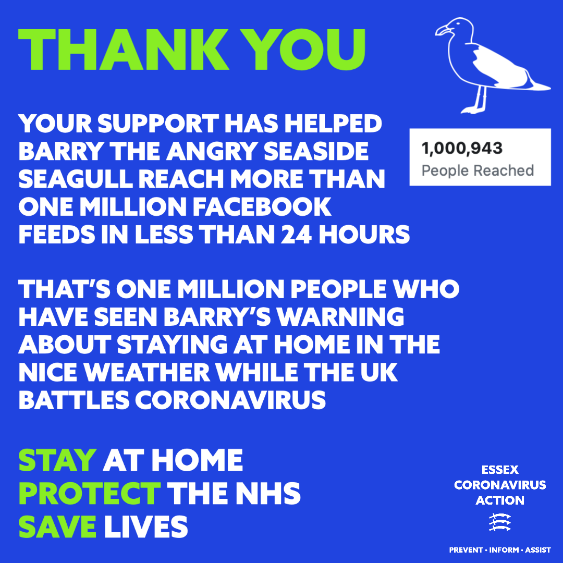 THANK YOU
YOUR SUPPORT HAS HELPED
BARRY THE ANGRY SEASIDE
SEAGULL REACH MORE THAN
ONE MILLION FACEBOOK
FEEDS IN LESS THAN 24 HOURS
1,000,943
People Reached
THAT'S ONE MILLION PEOPLE WHO
HAVE SEEN BARRY'S WARNING
ABOUT STAYING AT HOME IN THE
NICE WEATHER WHILE THE UK
BATTLES CORONAVIRUS
STAY AT HOME
PROTECT THE NHS
SAVE LIVES
ESSEX
CORONAVIRUS
ACTION
PREVENT • INFORM • ASSIST